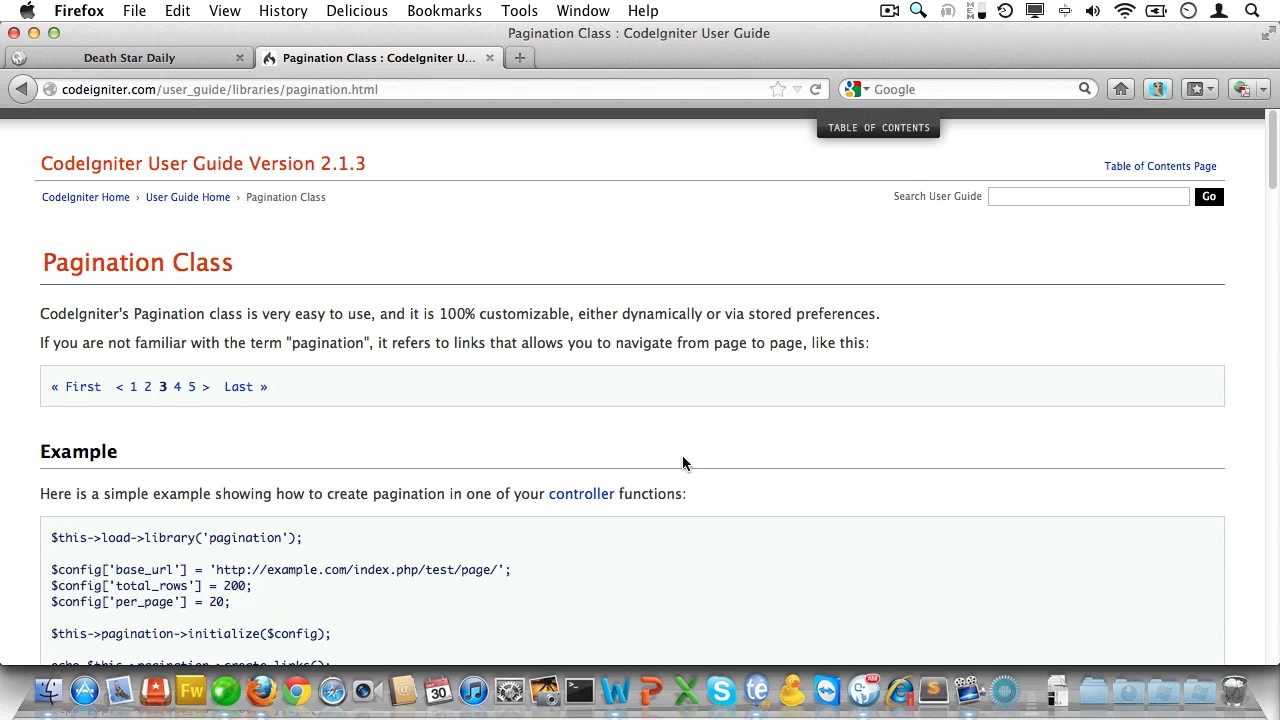 Firefox File Edit View History Delicious Bookmarks Tools Window Help
Pagination Class : CodeIgniter User Guide
Death Star Daily
Pagination Class : CodeIgniter U...
codeigniter.com/user_guide/libraries/pagination.html
Google
TABLE OF CONTENTS
CodeIgniter User Guide Version 2.1.3
Table of Contents Page
CodeIgniter Home › User Guide Home › Pagination Class
Search User Guide
Go
Pagination Class
CodeIgniter's Pagination class is very easy to use, and it is 100% customizable, either dynamically or via stored preferences.
If you are not familiar with the term "pagination", it refers to links that allows you to navigate from page to page, like this:
« First < 1 2 3 4 5 > Last »
Example
Here is a simple example showing how to create pagination in one of your controller functions:
$this->load->library('pagination');
$config['base_url'] = 'http://example.com/index.php/test/page/';
$config['total_rows'] = 200;
$config['per_page'] = 20;
$this->pagination->initialize($config);
echo $this->pagination->create_links();
Fw
30
AM